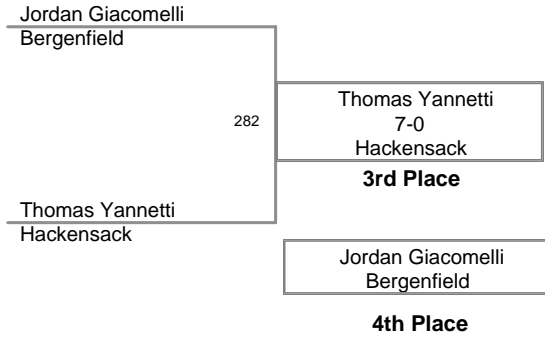 Jordan Giacomelli
Bergenfield
Thomas Yannetti
282
7-0
Hackensack
3rd Place
Thomas Yannetti
Hackensack
Jordan Giacomelli
Bergenfield
4th Place